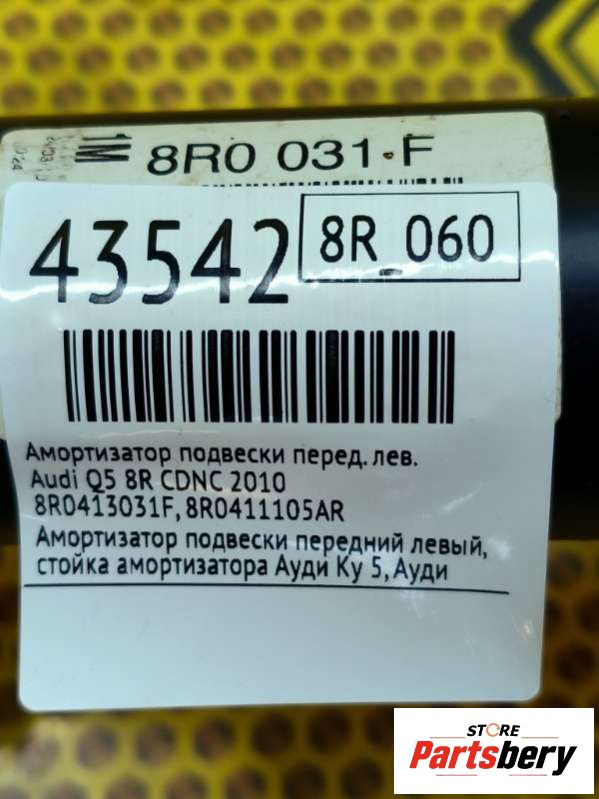 1M 8R0 031 F
43542
8R_060
Амортизатор подвески перед. лев.
Audi Q5 8R CDNC 2010
8R0413031F, 8R0411105AR
Амортизатор подвески передний левый,
стойка амортизатора Ауди Ку 5, Ауди
STORE
Partsbery